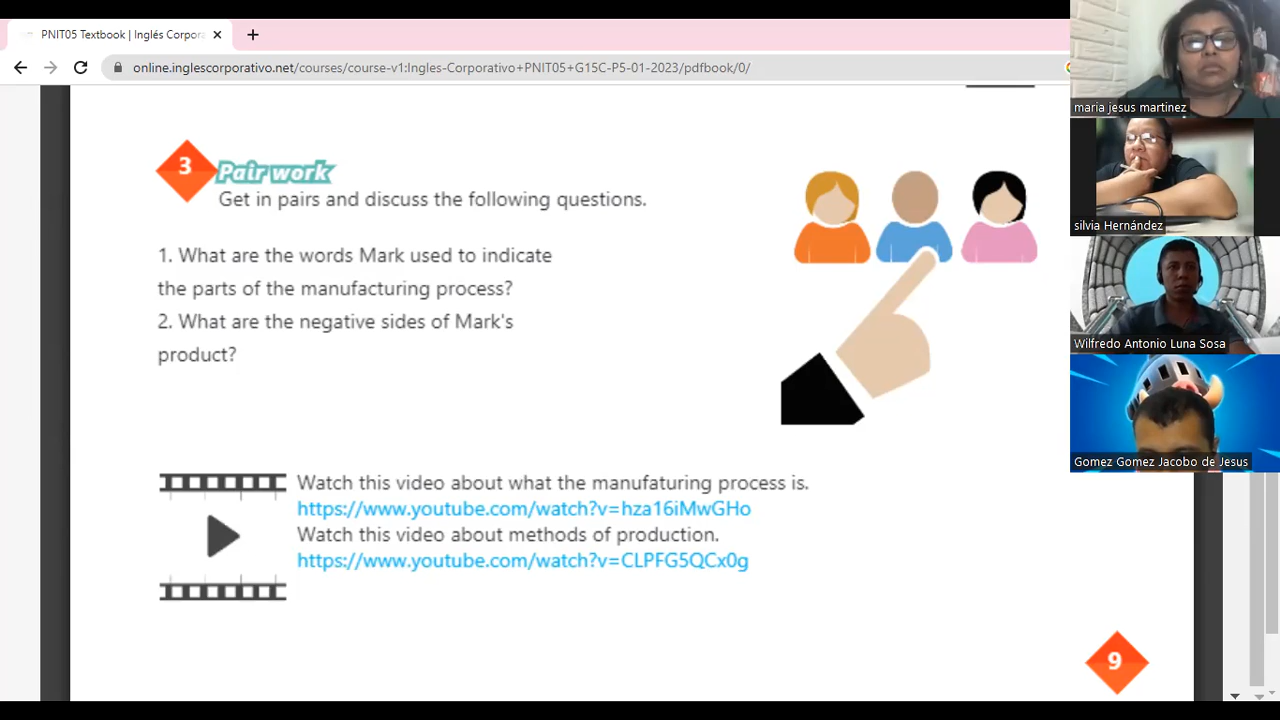 PNIT05 Textbook | Inglés Corpora
online.inglescorporativo.net/courses/course-v1:Ingles-Corporativo+PNIT05+G15C-P5-01-2023/pdfbook/0/
3
Pair work
Get in pairs and discuss the following questions.
1. What are the words Mark used to indicate
the parts of the manufacturing process?
2. What are the negative sides of Mark's
product?
Watch this video about what the manufaturing process is.
https://www.youtube.com/watch?v=hza16iMwGHo
Watch this video about methods of production.
https://www.youtube.com/watch?v=CLPFG5QCx0g
9
maria jesus martinez
silvia Hernández
Wilfredo Antonio Luna Sosa
Gomez Gomez Jacobo de Jesus